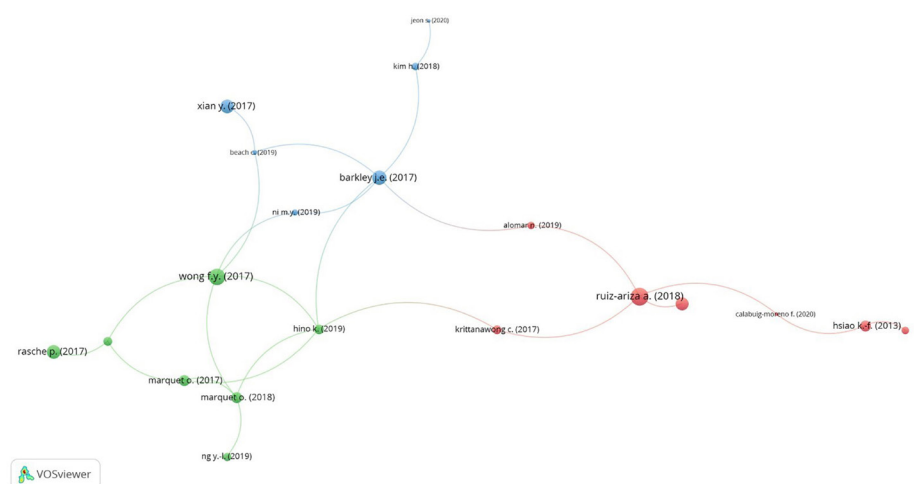 jeon s. (2020)
kim h. (2018)
xian y. (2017)
beach c. (2019)
barkley j.e. (2017)
ni m.y. (2019)
alomar n. (2019)
wong f.y. (2017)
ruiz-ariza a. (2018)
calabuig-moreno f. (2020)
hsiao k.-f. (2013)
hino k. (2019)
krittanawong c. (2017)
rasche p. (2017)
marquet o. (2017)
marquet o. (2018)
ng y.-l. (2019)
VOSviewer